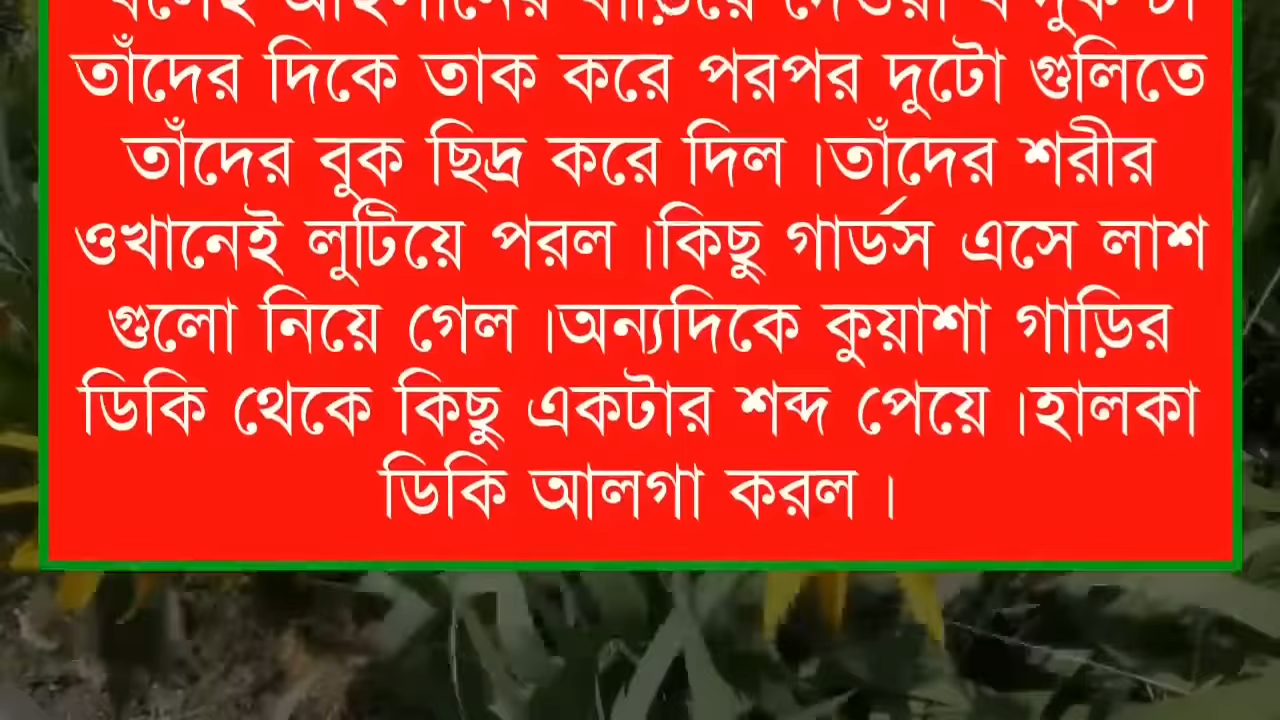 তাঁদের দিকে তাক করে পরপর দুটো গুলিতে
তাঁদের বুক ছিদ্র করে দিল।তাঁদের শরীর
ওখানেই লুটিয়ে পরল।কিছু গার্ডস এসে লাশ
গুলো নিয়ে গেল।অন্যদিকে কুয়াশা গাড়ির
ডিকি থেকে কিছু একটার শব্দ পেয়ে।হালকা
ডিকি আলগা করল।